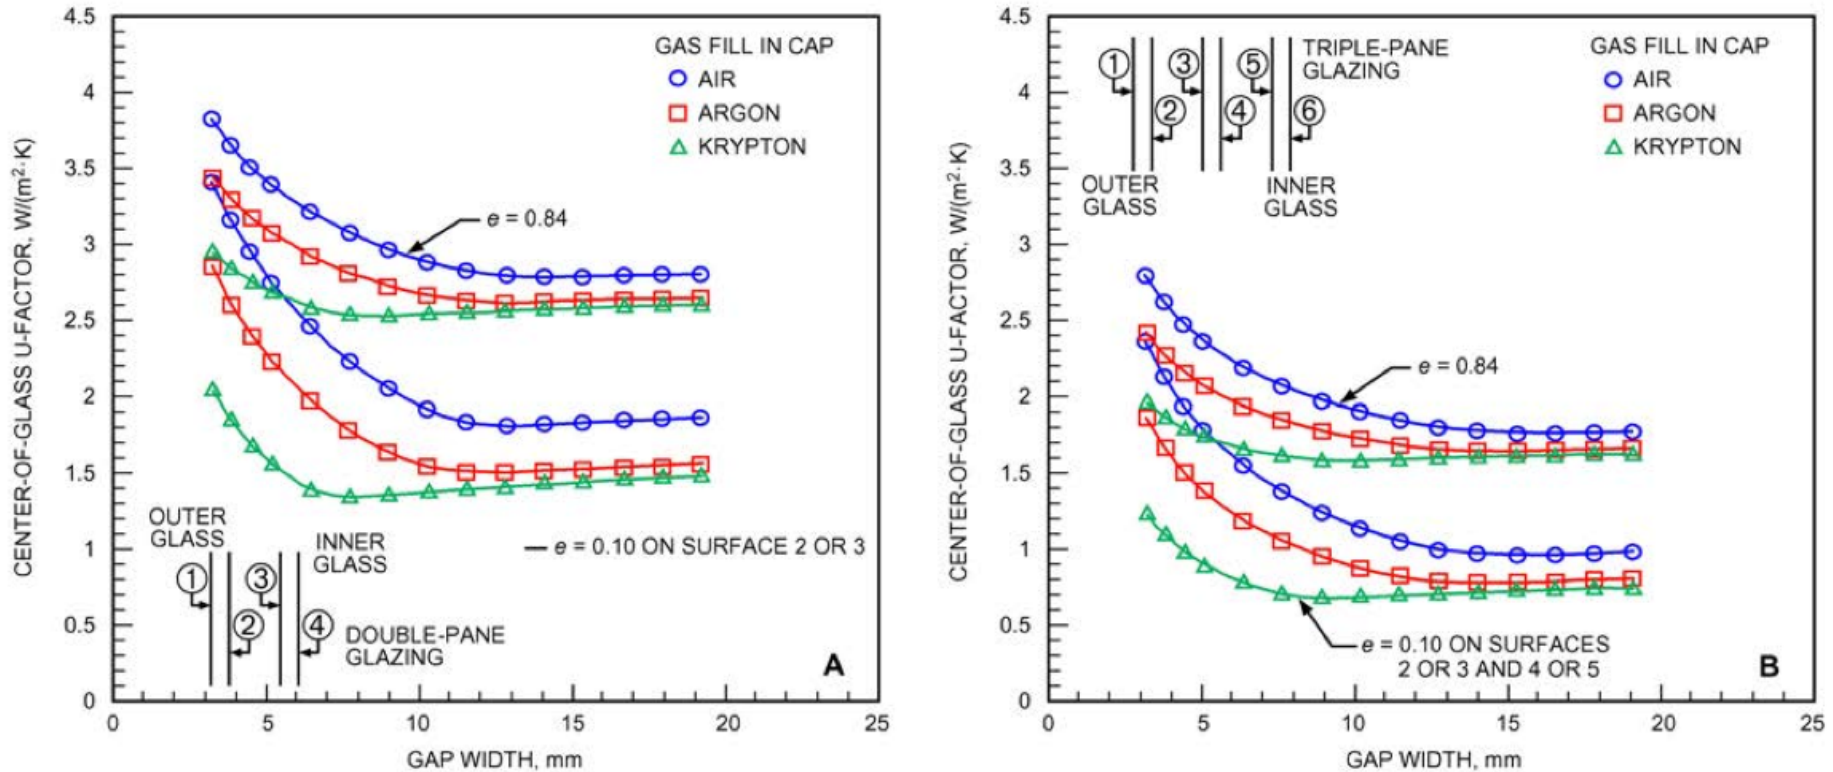 4.5
4
3.5
3
2.5
2
1.5
1
0.5
0
0
5
10
15
20
25
CENTER-OF-GLASS U-FACTOR, W/(m²·K)
GAP WIDTH, mm
GAS FILL IN CAP
AIR
ARGON
KRYPTON
e = 0.84
e = 0.10 ON SURFACE 2 OR 3
OUTER
GLASS
INNER
GLASS
1
3
2
4
DOUBLE-PANE
GLAZING
A
4.5
4
3.5
3
2.5
2
1.5
1
0.5
0
0
5
10
15
20
25
CENTER-OF-GLASS U-FACTOR, W/(m²·K)
GAP WIDTH, mm
1
3
5
TRIPLE-PANE
GLAZING
2
4
6
OUTER
GLASS
INNER
GLASS
GAS FILL IN CAP
AIR
ARGON
KRYPTON
e = 0.84
e = 0.10 ON SURFACES
2 OR 3 AND 4 OR 5
B